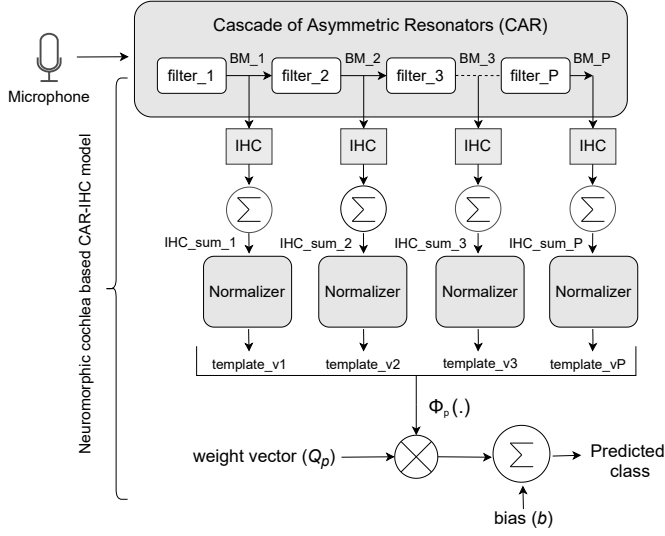 Cascade of Asymmetric Resonators (CAR)
BM_1 BM_2 BM_3 BM_P
filter_1 filter_2 filter_3 filter_P
Microphone
IHC IHC IHC IHC
Σ Σ Σ Σ
IHC_sum_1 IHC_sum_2 IHC_sum_3 IHC_sum_P
Normalizer Normalizer Normalizer Normalizer
template_v1 template_v2 template_v3 template_vP
Neuromorphic cochlea based CAR-IHC model
Φₚ(.)
weight vector (Qₚ)
Σ
Predicted
class
bias (b)